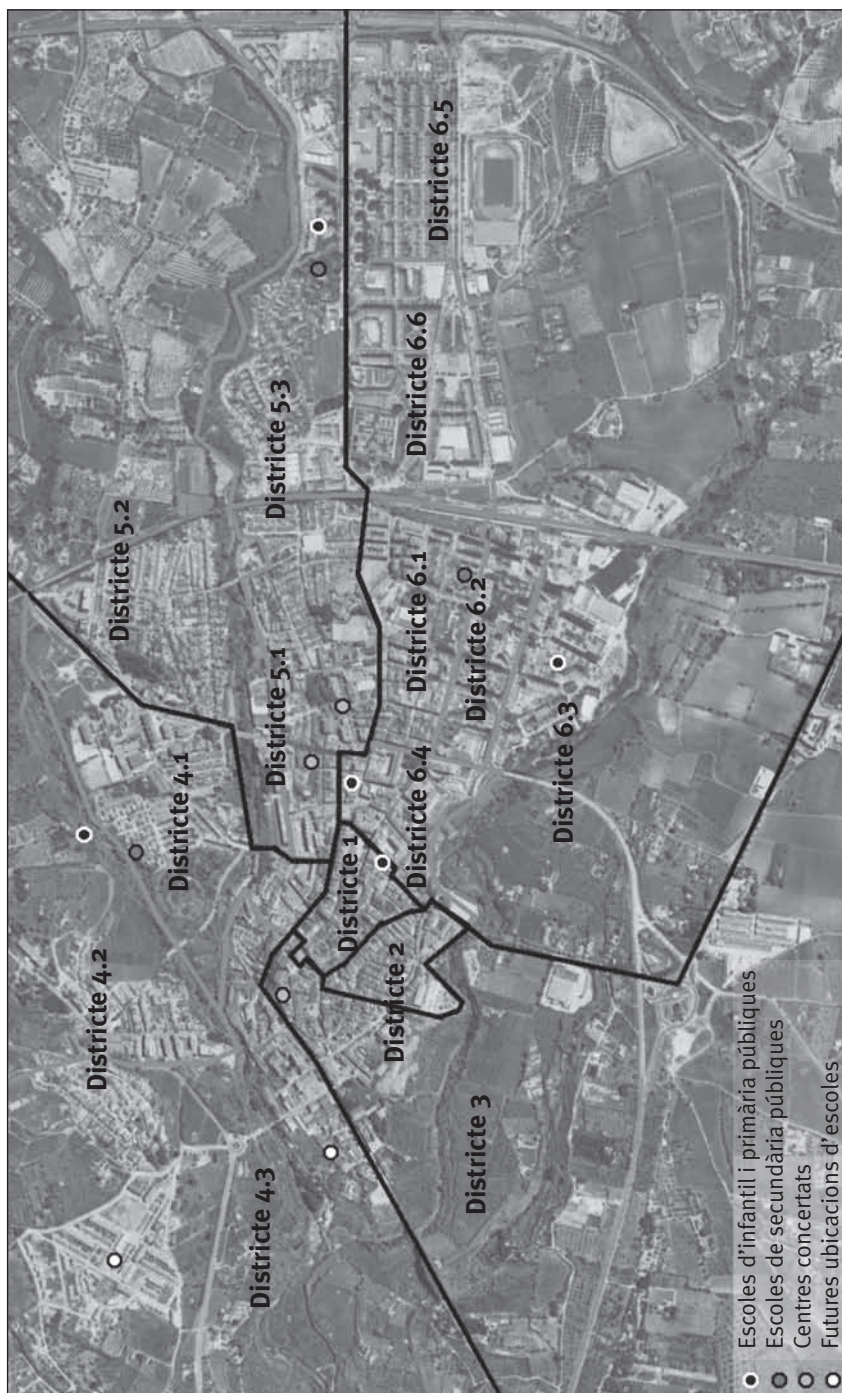 Districte 4.2
Districte 4.3
Districte 4.1
Districte 5.2
Districte 5.1
Districte 5.3
Districte 1
Districte 2
Districte 3
Districte 6.4
Districte 6.1
Districte 6.2
Districte 6.3
Districte 6.6
Districte 6.5
Escoles d'infantil i primària públiques
Escoles de secundària públiques
Centres concertats
Futures ubicacions d'escoles